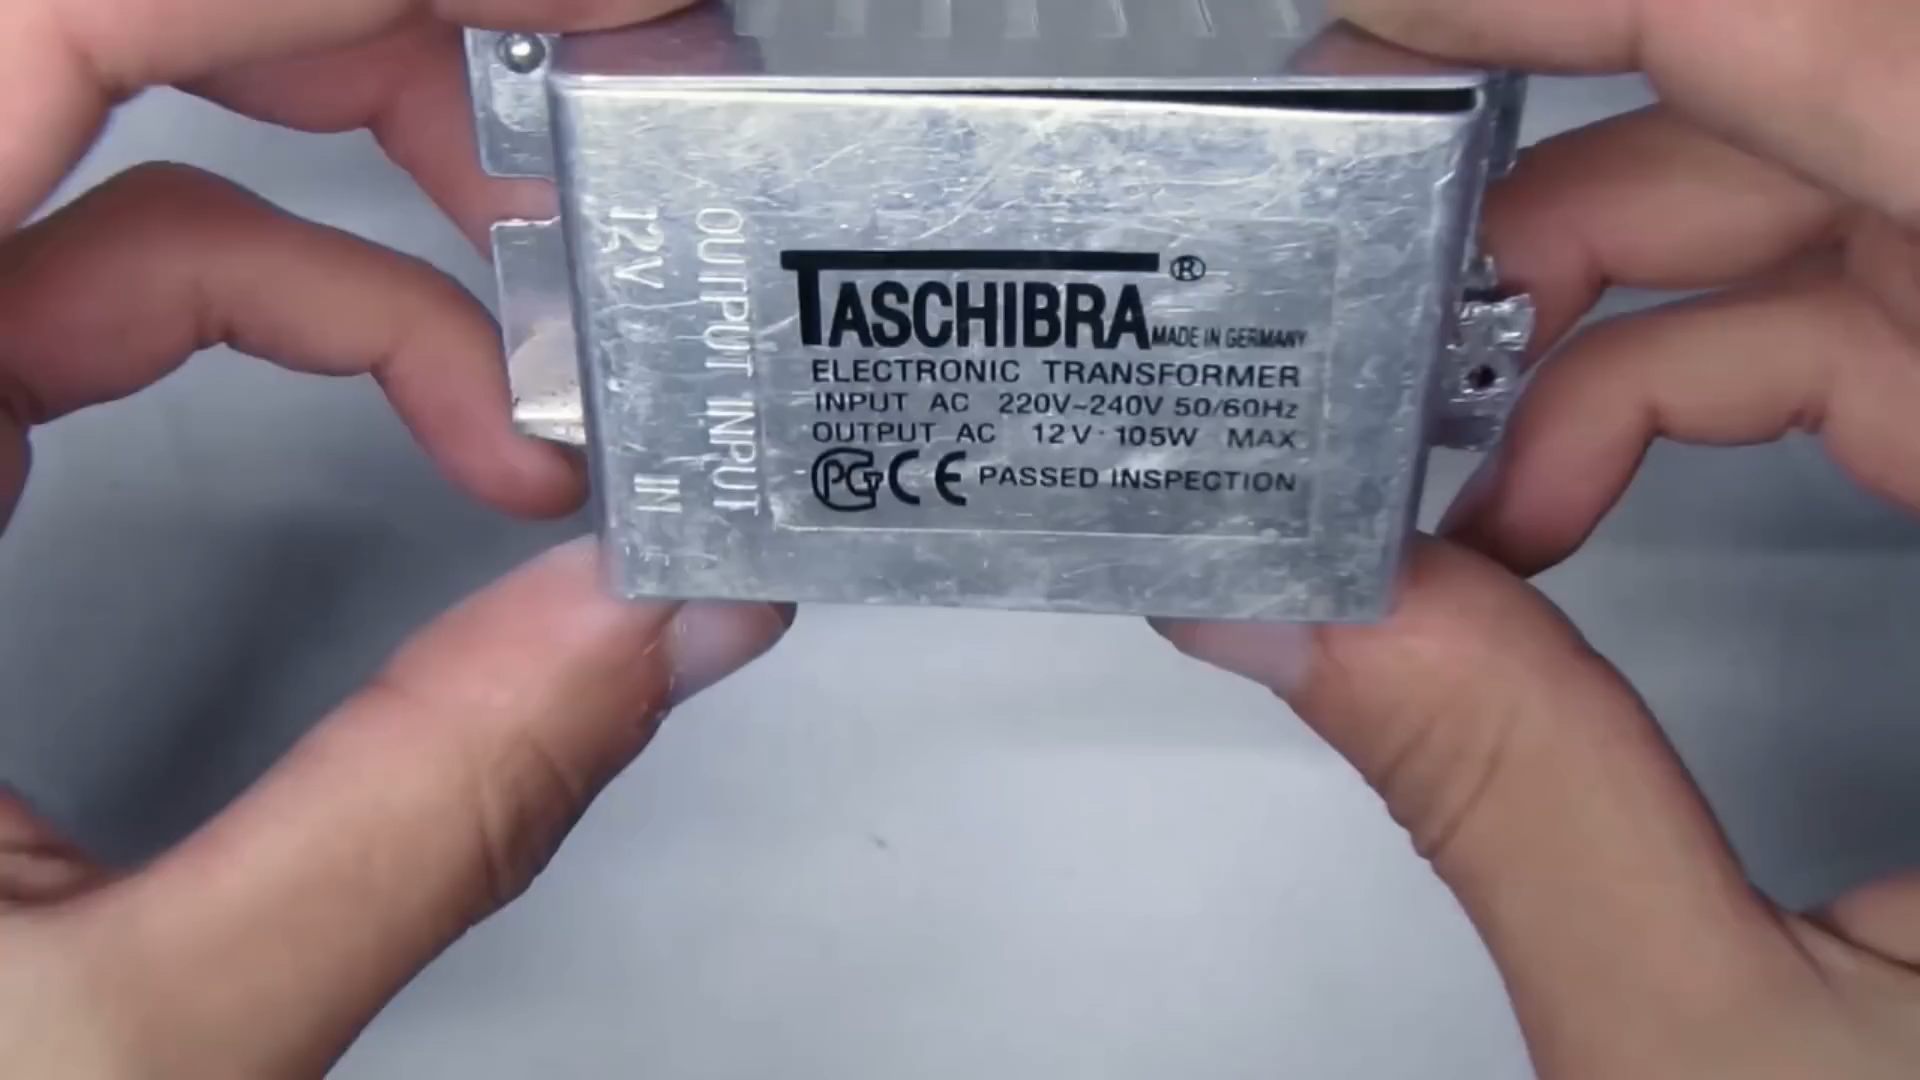 OUTPUT INPUT
12V IN
TASCHIBRA® MADE IN GERMANY
ELECTRONIC TRANSFORMER
INPUT AC 220V~240V 50/60Hz
OUTPUT AC 12V·105W MAX
PCT CE PASSED INSPECTION